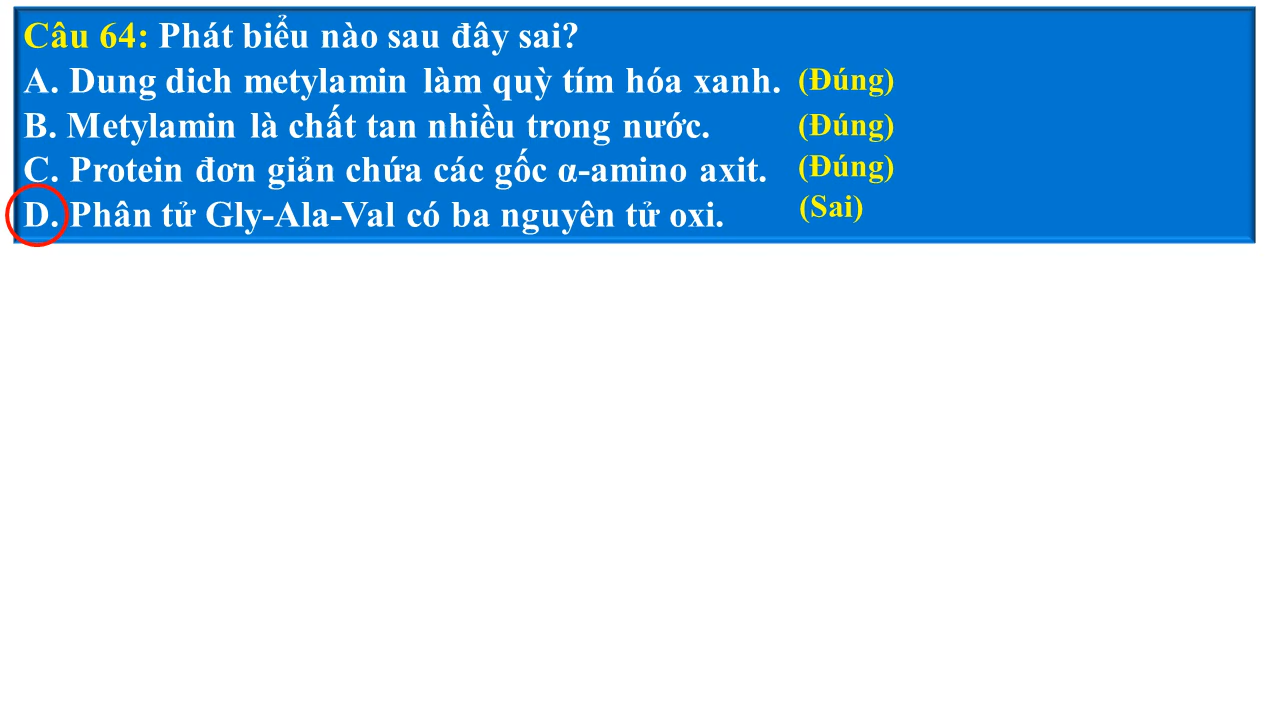 Câu 64: Phát biểu nào sau đây sai?
A. Dung dich metylamin làm quỳ tím hóa xanh. (Đúng)
B. Metylamin là chất tan nhiều trong nước. (Đúng)
C. Protein đơn giản chứa các gốc α-amino axit. (Đúng)
D. Phân tử Gly-Ala-Val có ba nguyên tử oxi. (Sai)